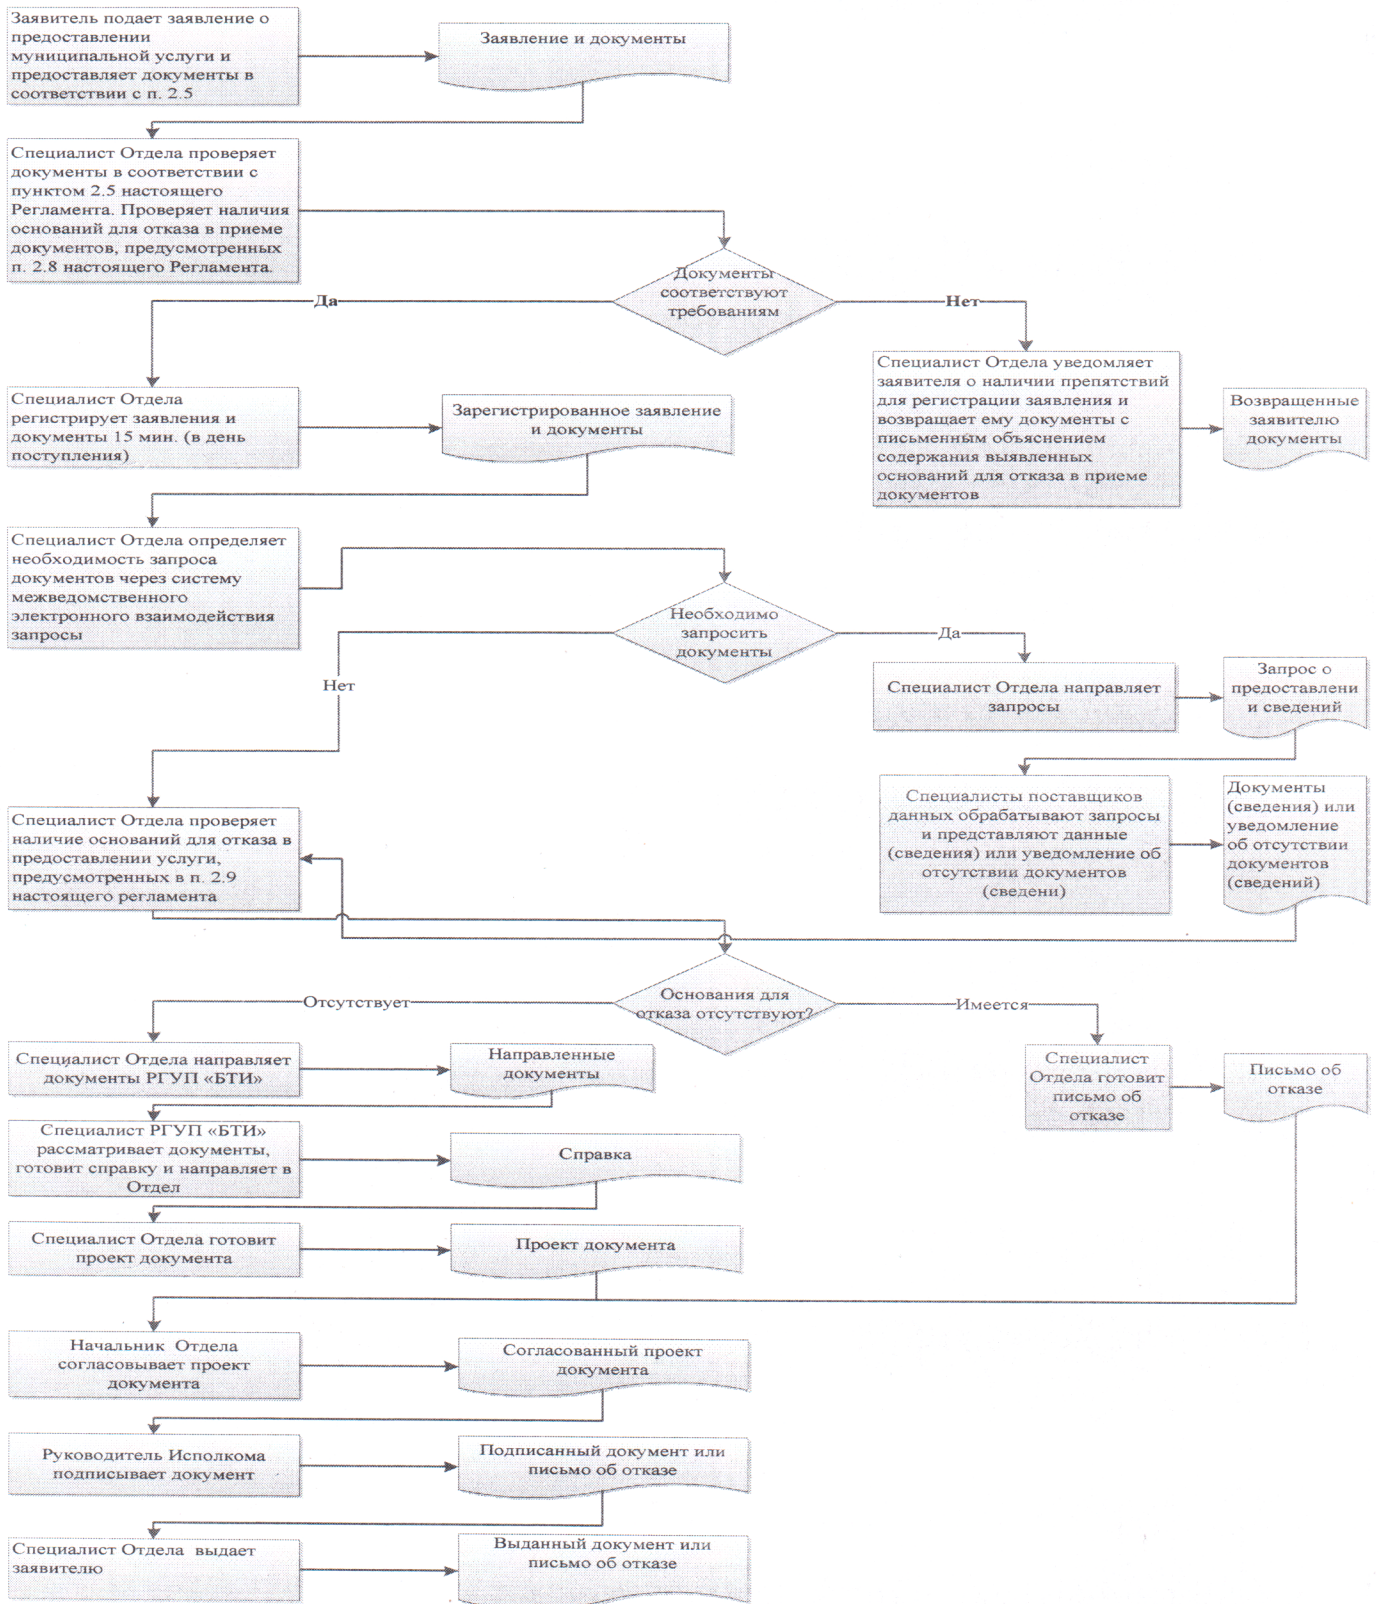 Заявитель подает заявление о
предоставлении
муниципальной услуги и
предоставляет документы в
соответствии с п. 2.5
Заявление и документы
Специалист Отдела проверяет
документы в соответствии с
пунктом 2.5 настоящего
Регламента. Проверяет наличия
оснований для отказа в приеме
документов, предусмотренных
п. 2.8 настоящего Регламента.
Документы
соответствуют
требованиям
Да
Нет
Специалист Отдела
регистрирует заявления и
документы 15 мин. (в день
поступления)
Зарегистрированное заявление
и документы
Специалист Отдела уведомляет
заявителя о наличии препятствий
для регистрации заявления и
возвращает ему документы с
письменным объяснением
содержания выявленных
оснований для отказа в приеме
документов
Возвращенные
заявителю
документы
Специалист Отдела определяет
необходимость запроса
документов через систему
межведомственного
электронного взаимодействия
запросы
Необходимо
запросить
документы
Да
Нет
Специалист Отдела направляет
запросы
Запрос о
предоставлени
и сведений
Специалисты поставщиков
данных обрабатывают запросы
и представляют данные
(сведения) или уведомление об
отсутствии документов
(сведени)
Документы
(сведения) или
уведомление
об отсутствии
документов
(сведений)
Специалист Отдела проверяет
наличие оснований для отказа в
предоставлении услуги,
предусмотренных в п. 2.9
настоящего регламента
Основания для
отказа отсутствуют?
Отсутствует
Имеется
Специалист Отдела направляет
документы РГУП «БТИ»
Направленные
документы
Специалист
Отдела готовит
письмо об
отказе
Письмо об
отказе
Специалист РГУП «БТИ»
рассматривает документы,
готовит справку и направляет в
Отдел
Справка
Специалист Отдела готовит
проект документа
Проект документа
Начальник  Отдела
согласовывает проект
документа
Согласованный проект
документа
Руководитель Исполкома
подписывает документ
Подписанный документ или
письмо об отказе
Специалист Отдела  выдает
заявителю
Выданный документ или
письмо об отказе